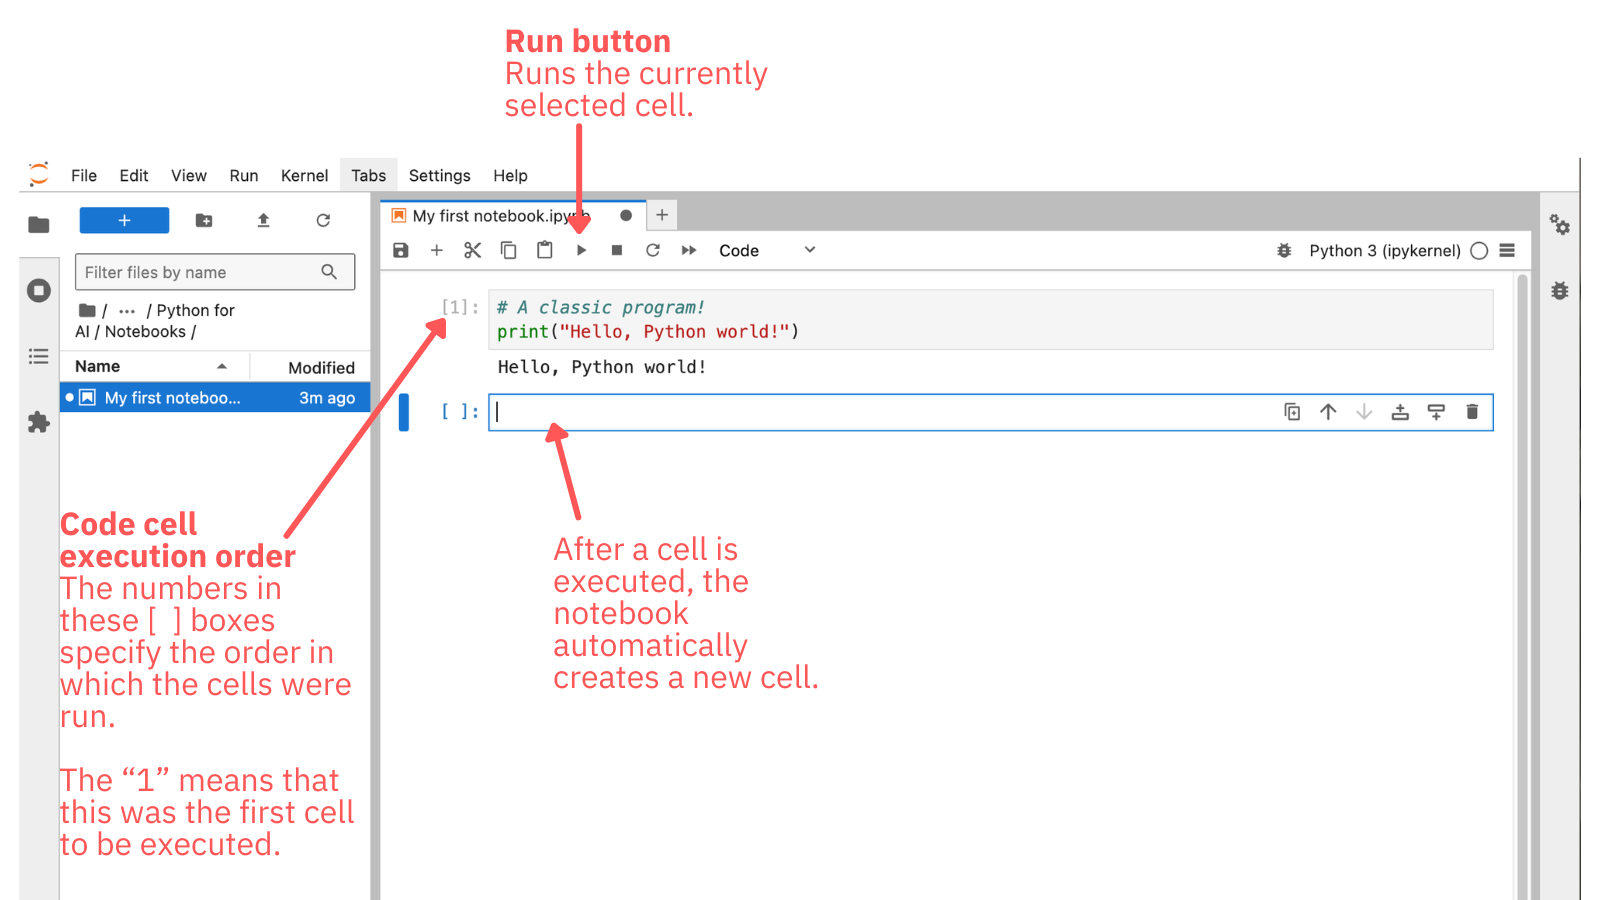 Run button
Runs the currently
selected cell.
File Edit View Run Kernel Tabs Settings Help
+
My first notebook.ipynb
+
Filter files by name
Code
Python 3 (ipykernel)
/ ... / Python for
AI / Notebooks /
Name Modified
My first noteboo... 3m ago
[1]: # A classic program!
print("Hello, Python world!")
Hello, Python world!
[ ]:
Code cell
execution order
The numbers in
these [ ] boxes
specify the order in
which the cells were
run.
The “1” means that
this was the first cell
to be executed.
After a cell is
executed, the
notebook
automatically
creates a new cell.